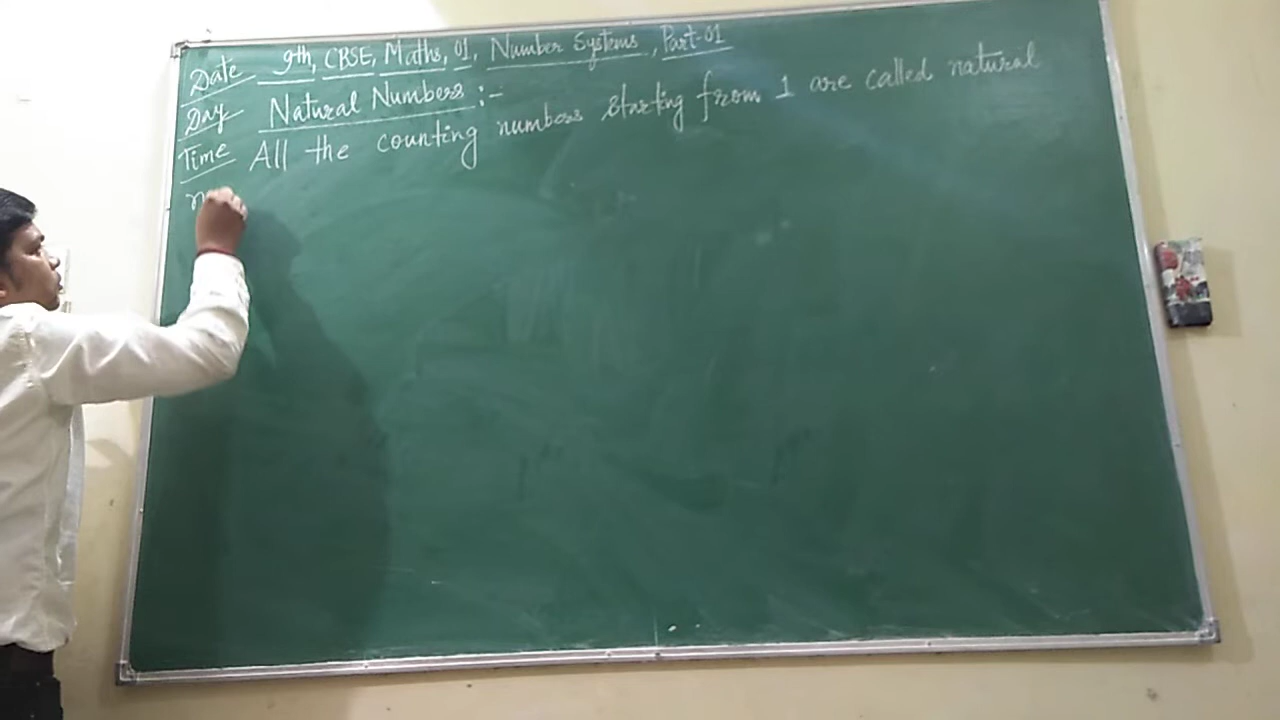 Date 9th, CBSE, Maths, 01, Number Systems, Part-01
Day Natural Numbers :-
Time All the counting numbers starting from 1 are called natural
n